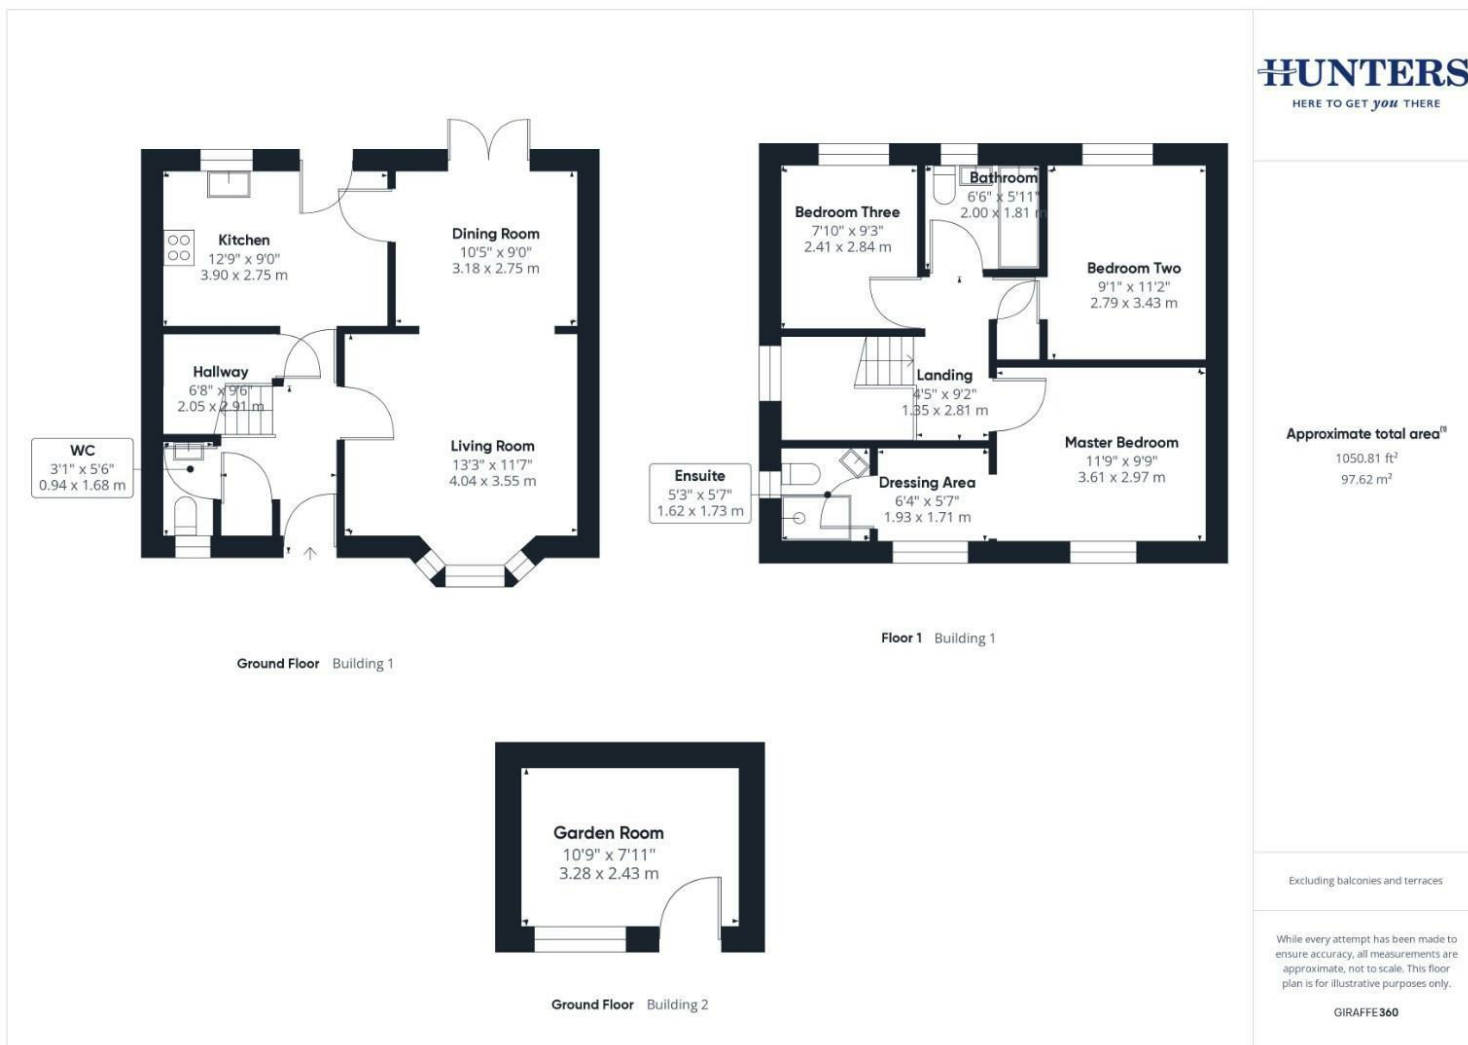 Kitchen
12'9" x 9'0"
3.90 x 2.75 m
Dining Room
10'5" x 9'0"
3.18 x 2.75 m
Hallway
6'8" x 9'6"
2.05 x 2.91 m
WC
3'1" x 5'6"
0.94 x 1.68 m
Living Room
13'3" x 11'7"
4.04 x 3.55 m
Ground Floor Building 1
Bedroom Three
7'10" x 9'3"
2.41 x 2.84 m
Bathroom
6'6" x 5'11"
2.00 x 1.81 m
Bedroom Two
9'1" x 11'2"
2.79 x 3.43 m
Landing
4'5" x 9'2"
1.35 x 2.81 m
Master Bedroom
11'9" x 9'9"
3.61 x 2.97 m
Ensuite
5'3" x 5'7"
1.62 x 1.73 m
Dressing Area
6'4" x 5'7"
1.93 x 1.71 m
Floor 1 Building 1
Garden Room
10'9" x 7'11"
3.28 x 2.43 m
Ground Floor Building 2
HUNTERS
HERE TO GET you THERE
Approximate total area(1)
1050.81 ft²
97.62 m²
Excluding balconies and terraces
While every attempt has been made to
ensure accuracy, all measurements are
approximate, not to scale. This floor
plan is for illustrative purposes only.
GIRAFFE360